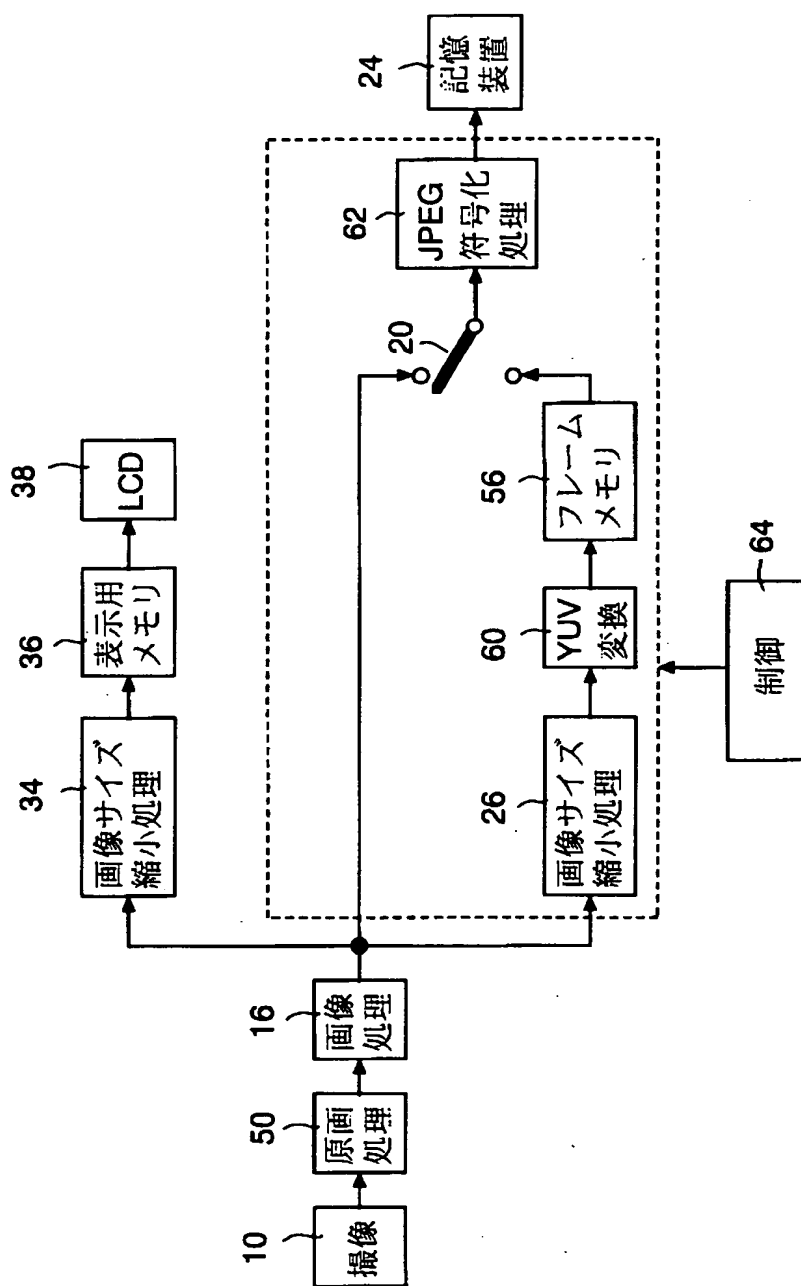 10
撮像
50
原画
処理
16
画像
処理
34
画像サイズ
縮小処理
36
表示用
メモリ
38
LCD
26
画像サイズ
縮小処理
60
YUV
変換
56
フレーム
メモリ
20
62
JPEG
符号化
処理
24
記憶
装置
64
制御